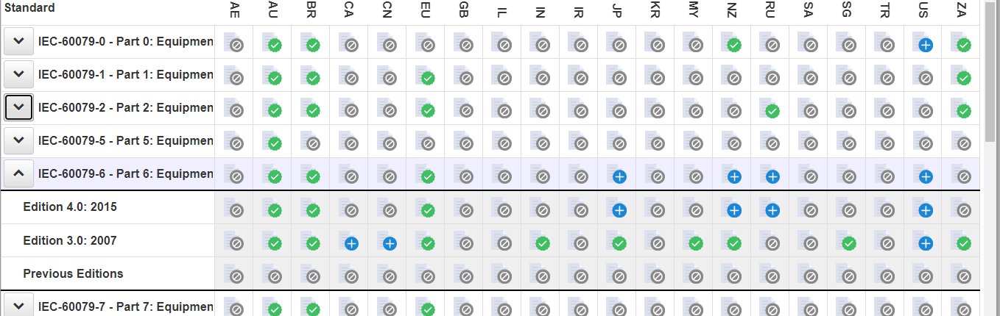 Standard AE AU BR CA CN EU GB IL IN IR JP KR MY NZ RU SA SG TR US ZA
IEC-60079-0 - Part 0: Equipmen
IEC-60079-1 - Part 1: Equipmen
IEC-60079-2 - Part 2: Equipmen
IEC-60079-5 - Part 5: Equipmen
IEC-60079-6 - Part 6: Equipmen
Edition 4.0: 2015
Edition 3.0: 2007
Previous Editions
IEC-60079-7 - Part 7: Equipmen